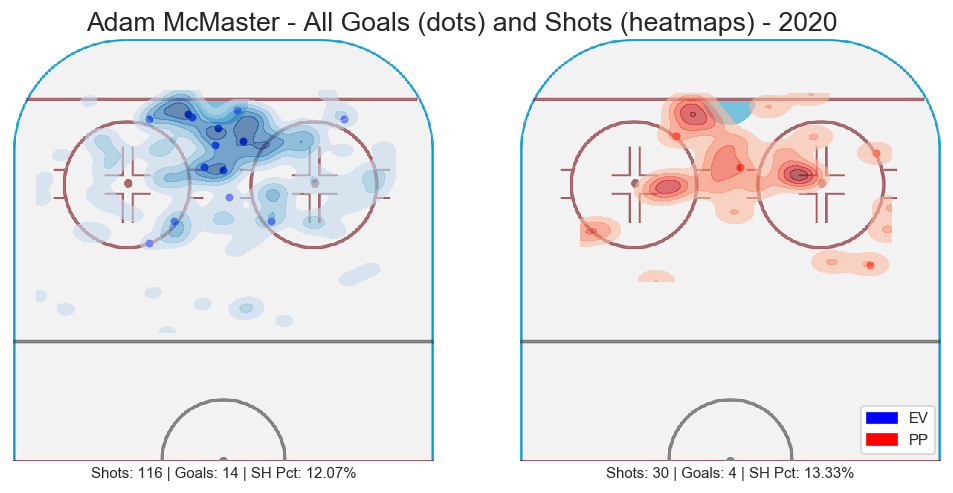 Adam McMaster - All Goals (dots) and Shots (heatmaps) - 2020
EV
PP
Shots: 116 | Goals: 14 | SH Pct: 12.07%
Shots: 30 | Goals: 4 | SH Pct: 13.33%